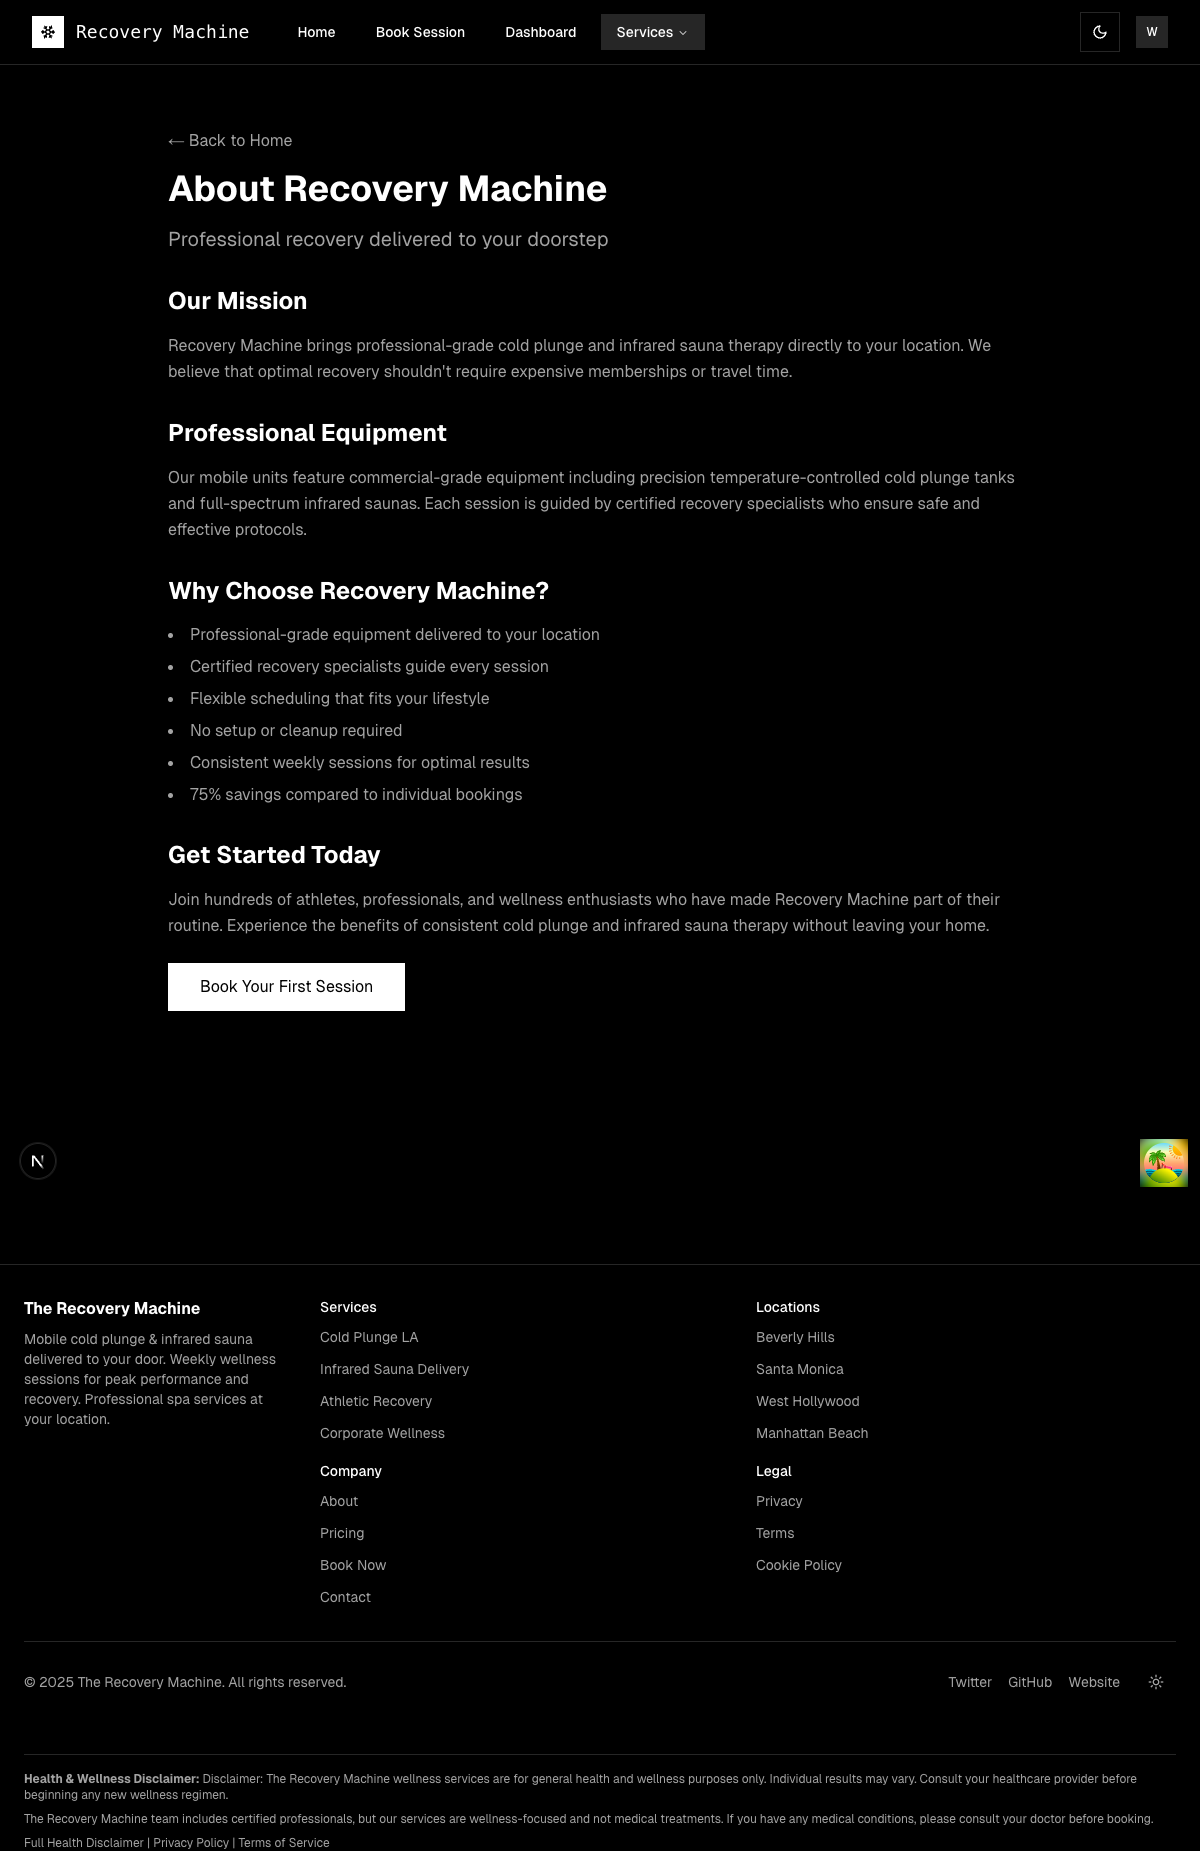 Recovery Machine
Home
Book Session
Dashboard
Services
W
← Back to Home
About Recovery Machine
Professional recovery delivered to your doorstep
Our Mission
Recovery Machine brings professional-grade cold plunge and infrared sauna therapy directly to your location. We
believe that optimal recovery shouldn't require expensive memberships or travel time.
Professional Equipment
Our mobile units feature commercial-grade equipment including precision temperature-controlled cold plunge tanks
and full-spectrum infrared saunas. Each session is guided by certified recovery specialists who ensure safe and
effective protocols.
Why Choose Recovery Machine?
• Professional-grade equipment delivered to your location
• Certified recovery specialists guide every session
• Flexible scheduling that fits your lifestyle
• No setup or cleanup required
• Consistent weekly sessions for optimal results
• 75% savings compared to individual bookings
Get Started Today
Join hundreds of athletes, professionals, and wellness enthusiasts who have made Recovery Machine part of their
routine. Experience the benefits of consistent cold plunge and infrared sauna therapy without leaving your home.
Book Your First Session
N
The Recovery Machine
Mobile cold plunge & infrared sauna
delivered to your door. Weekly wellness
sessions for peak performance and
recovery. Professional spa services at
your location.
Services
Cold Plunge LA
Infrared Sauna Delivery
Athletic Recovery
Corporate Wellness
Locations
Beverly Hills
Santa Monica
West Hollywood
Manhattan Beach
Company
About
Pricing
Book Now
Contact
Legal
Privacy
Terms
Cookie Policy
© 2025 The Recovery Machine. All rights reserved.
Twitter
GitHub
Website
Health & Wellness Disclaimer: Disclaimer: The Recovery Machine wellness services are for general health and wellness purposes only. Individual results may vary. Consult your healthcare provider before
beginning any new wellness regimen.
The Recovery Machine team includes certified professionals, but our services are wellness-focused and not medical treatments. If you have any medical conditions, please consult your doctor before booking.
Full Health Disclaimer | Privacy Policy | Terms of Service